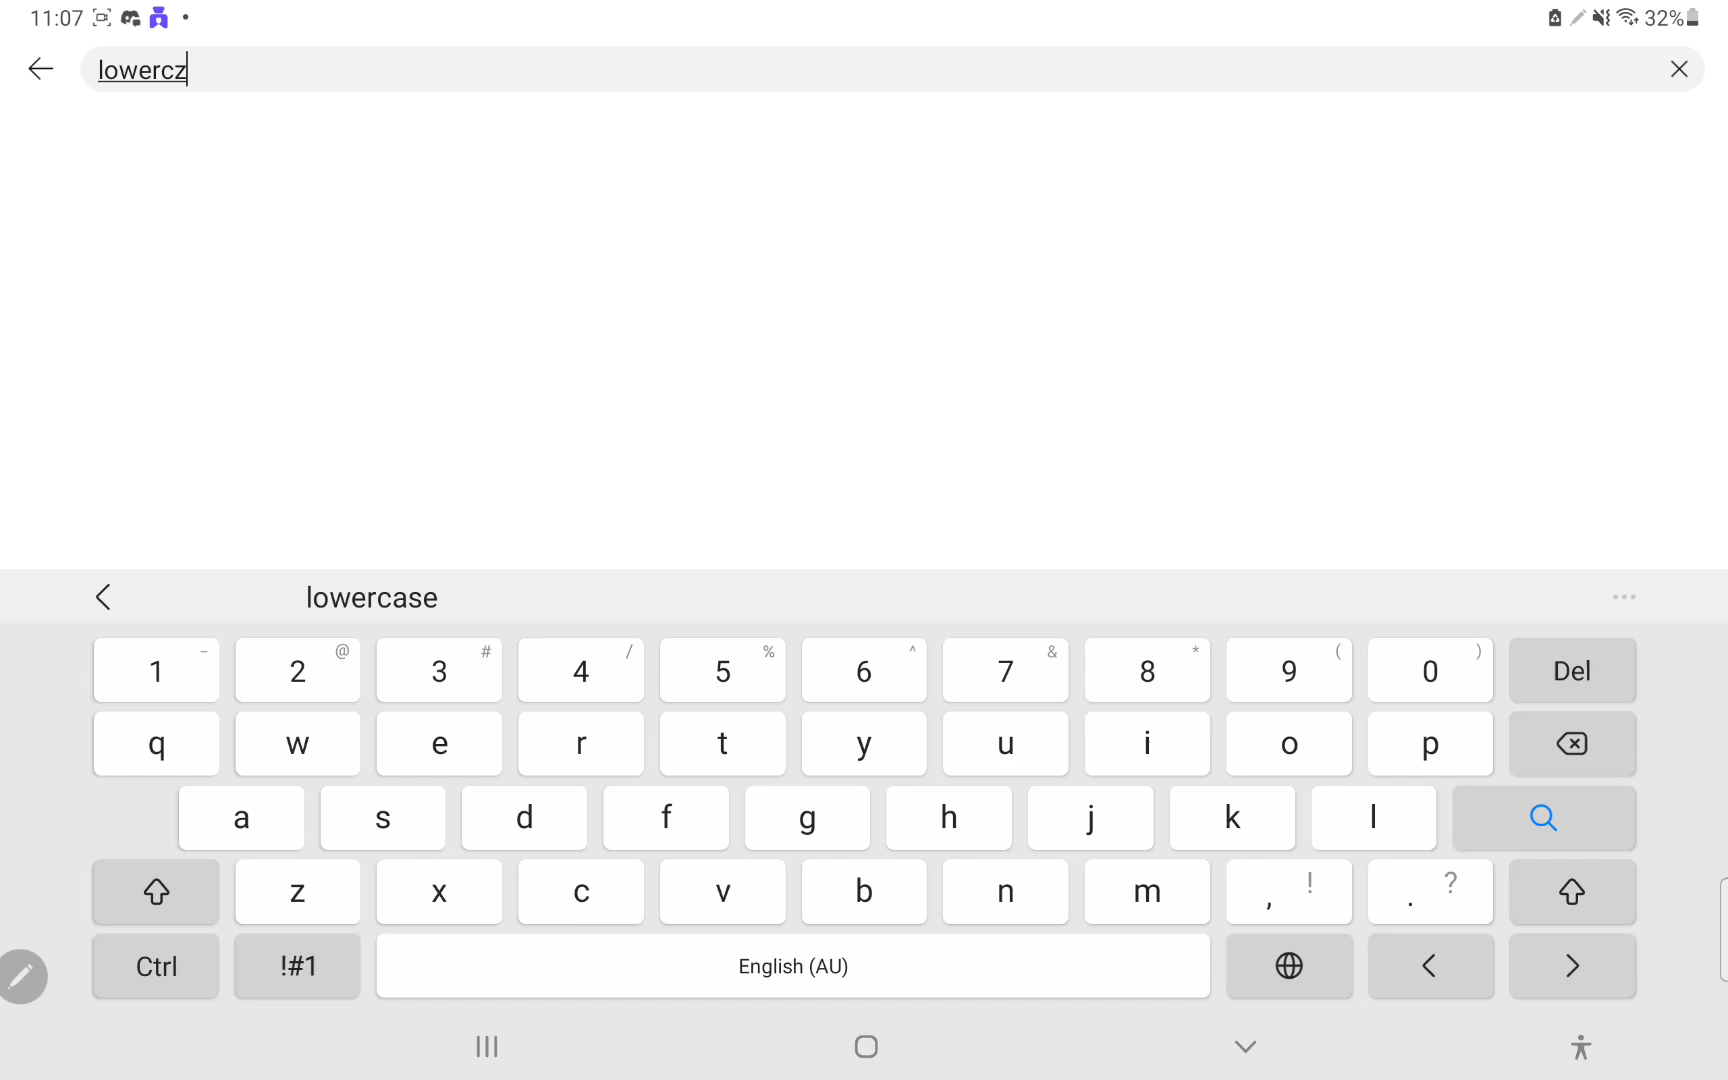 11:07 32%
lowercz
lowercase
1 - 2 @ 3 # 4 / 5 % 6 ^ 7 & 8 * 9 ( 0 ) Del
q w e r t y u i o p
a s d f g h j k l
z x c v b n m , ! . ?
Ctrl !#1 English (AU) < >